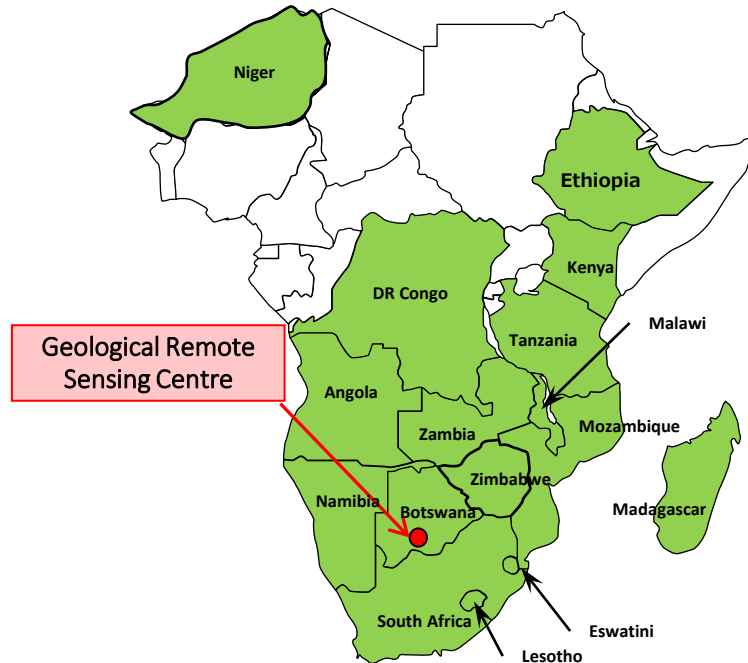 Niger
Ethiopia
Kenya
DR Congo
Malawi
Tanzania
Geological Remote
Sensing Centre
Angola
Mozambique
Zambia
Zimbabwe
Namibia
Botswana
Madagascar
South Africa
Eswatini
Lesotho